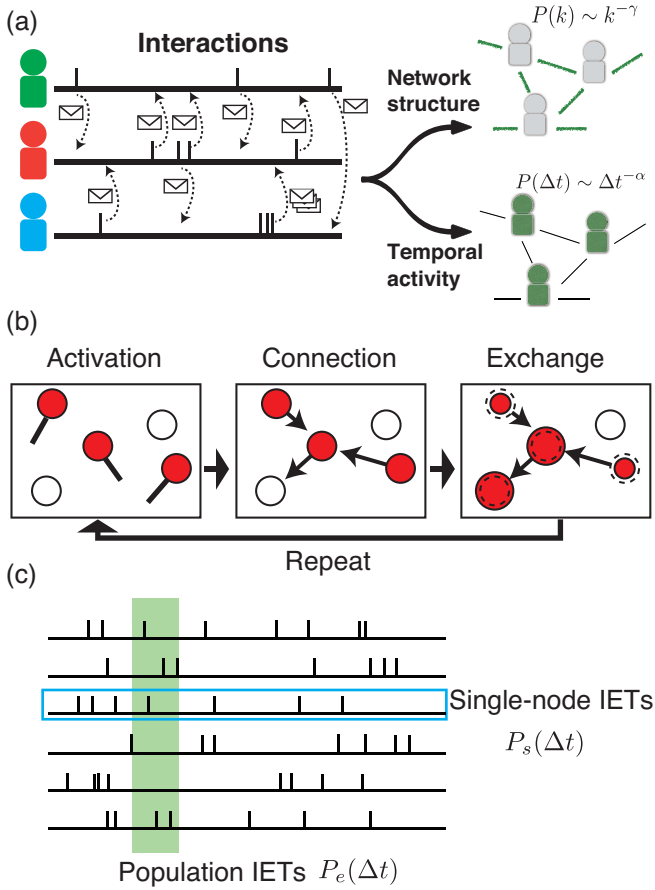 (a)
Interactions
Network
structure
P(k) ∼ k^{−γ}
P(Δt) ∼ Δt^{−α}
Temporal
activity
(b)
Activation
Connection
Exchange
Repeat
(c)
Single-node IETs
P_s(Δt)
Population IETs P_e(Δt)